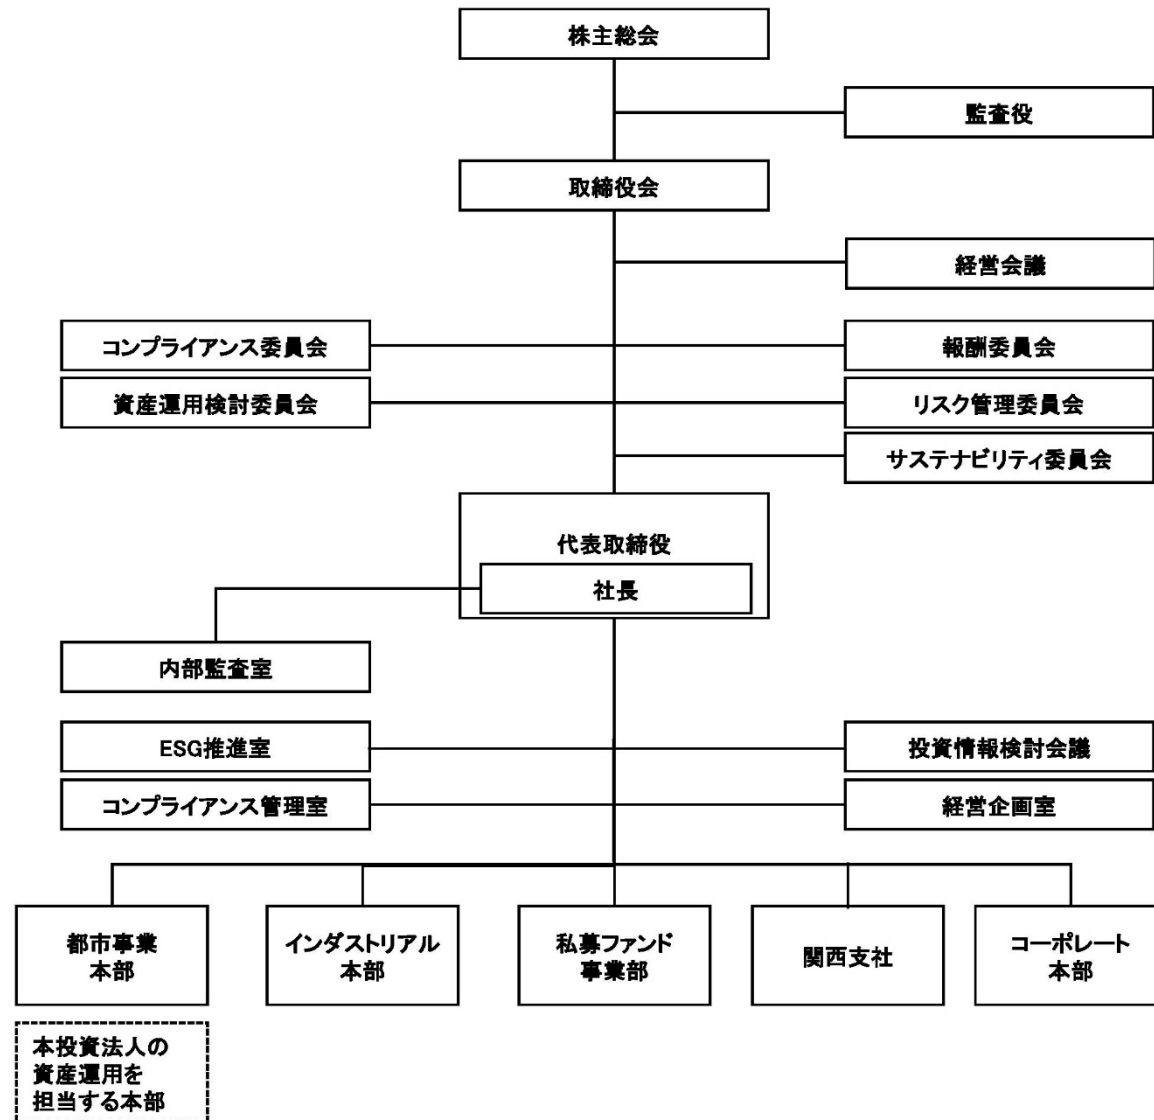 株主総会
監査役
取締役会
経営会議
コンプライアンス委員会
報酬委員会
資産運用検討委員会
リスク管理委員会
サステナビリティ委員会
代表取締役
社長
内部監査室
ESG推進室
投資情報検討会議
コンプライアンス管理室
経営企画室
都市事業
本部
インダストリアル
本部
私募ファンド
事業部
関西支社
コーポレート
本部
本投資法人の
資産運用を
担当する本部